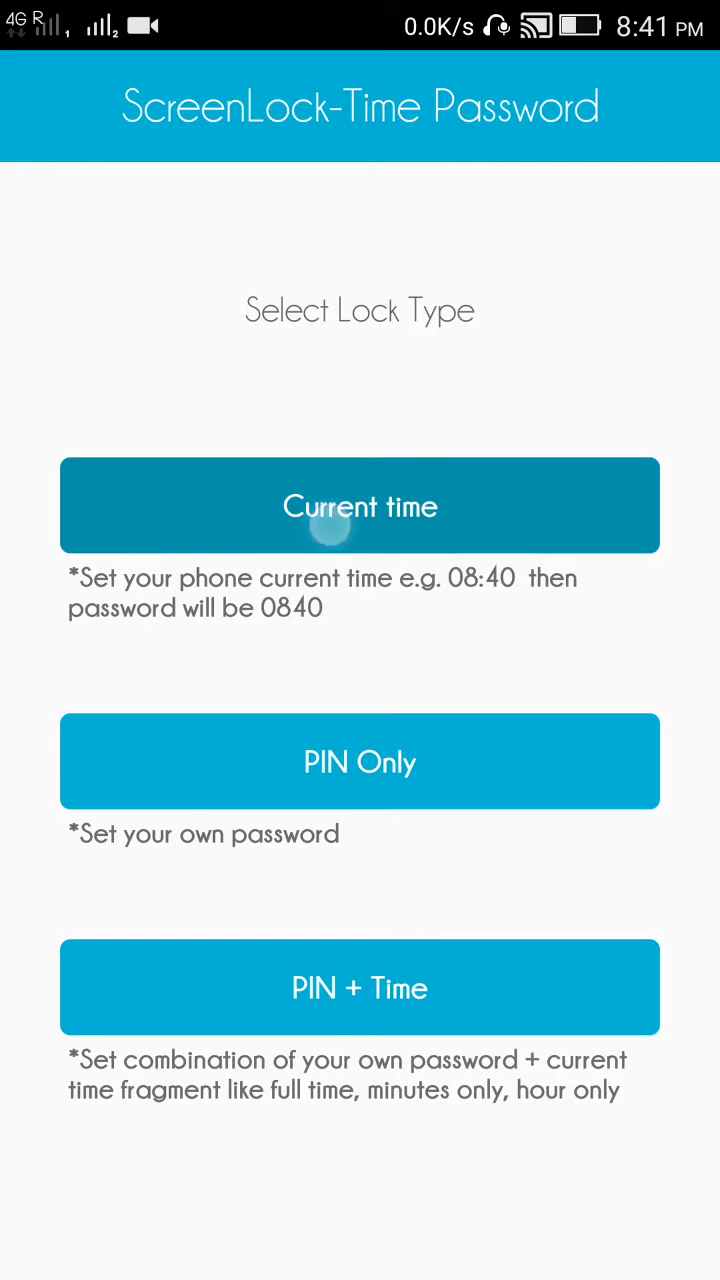 4G R 1 2 0.0K/s 8:41 PM
ScreenLock-Time Password
Select Lock Type
Current time
*Set your phone current time e.g. 08:40 then
password will be 0840
PIN Only
*Set your own password
PIN + Time
*Set combination of your own password + current
time fragment like full time, minutes only, hour only